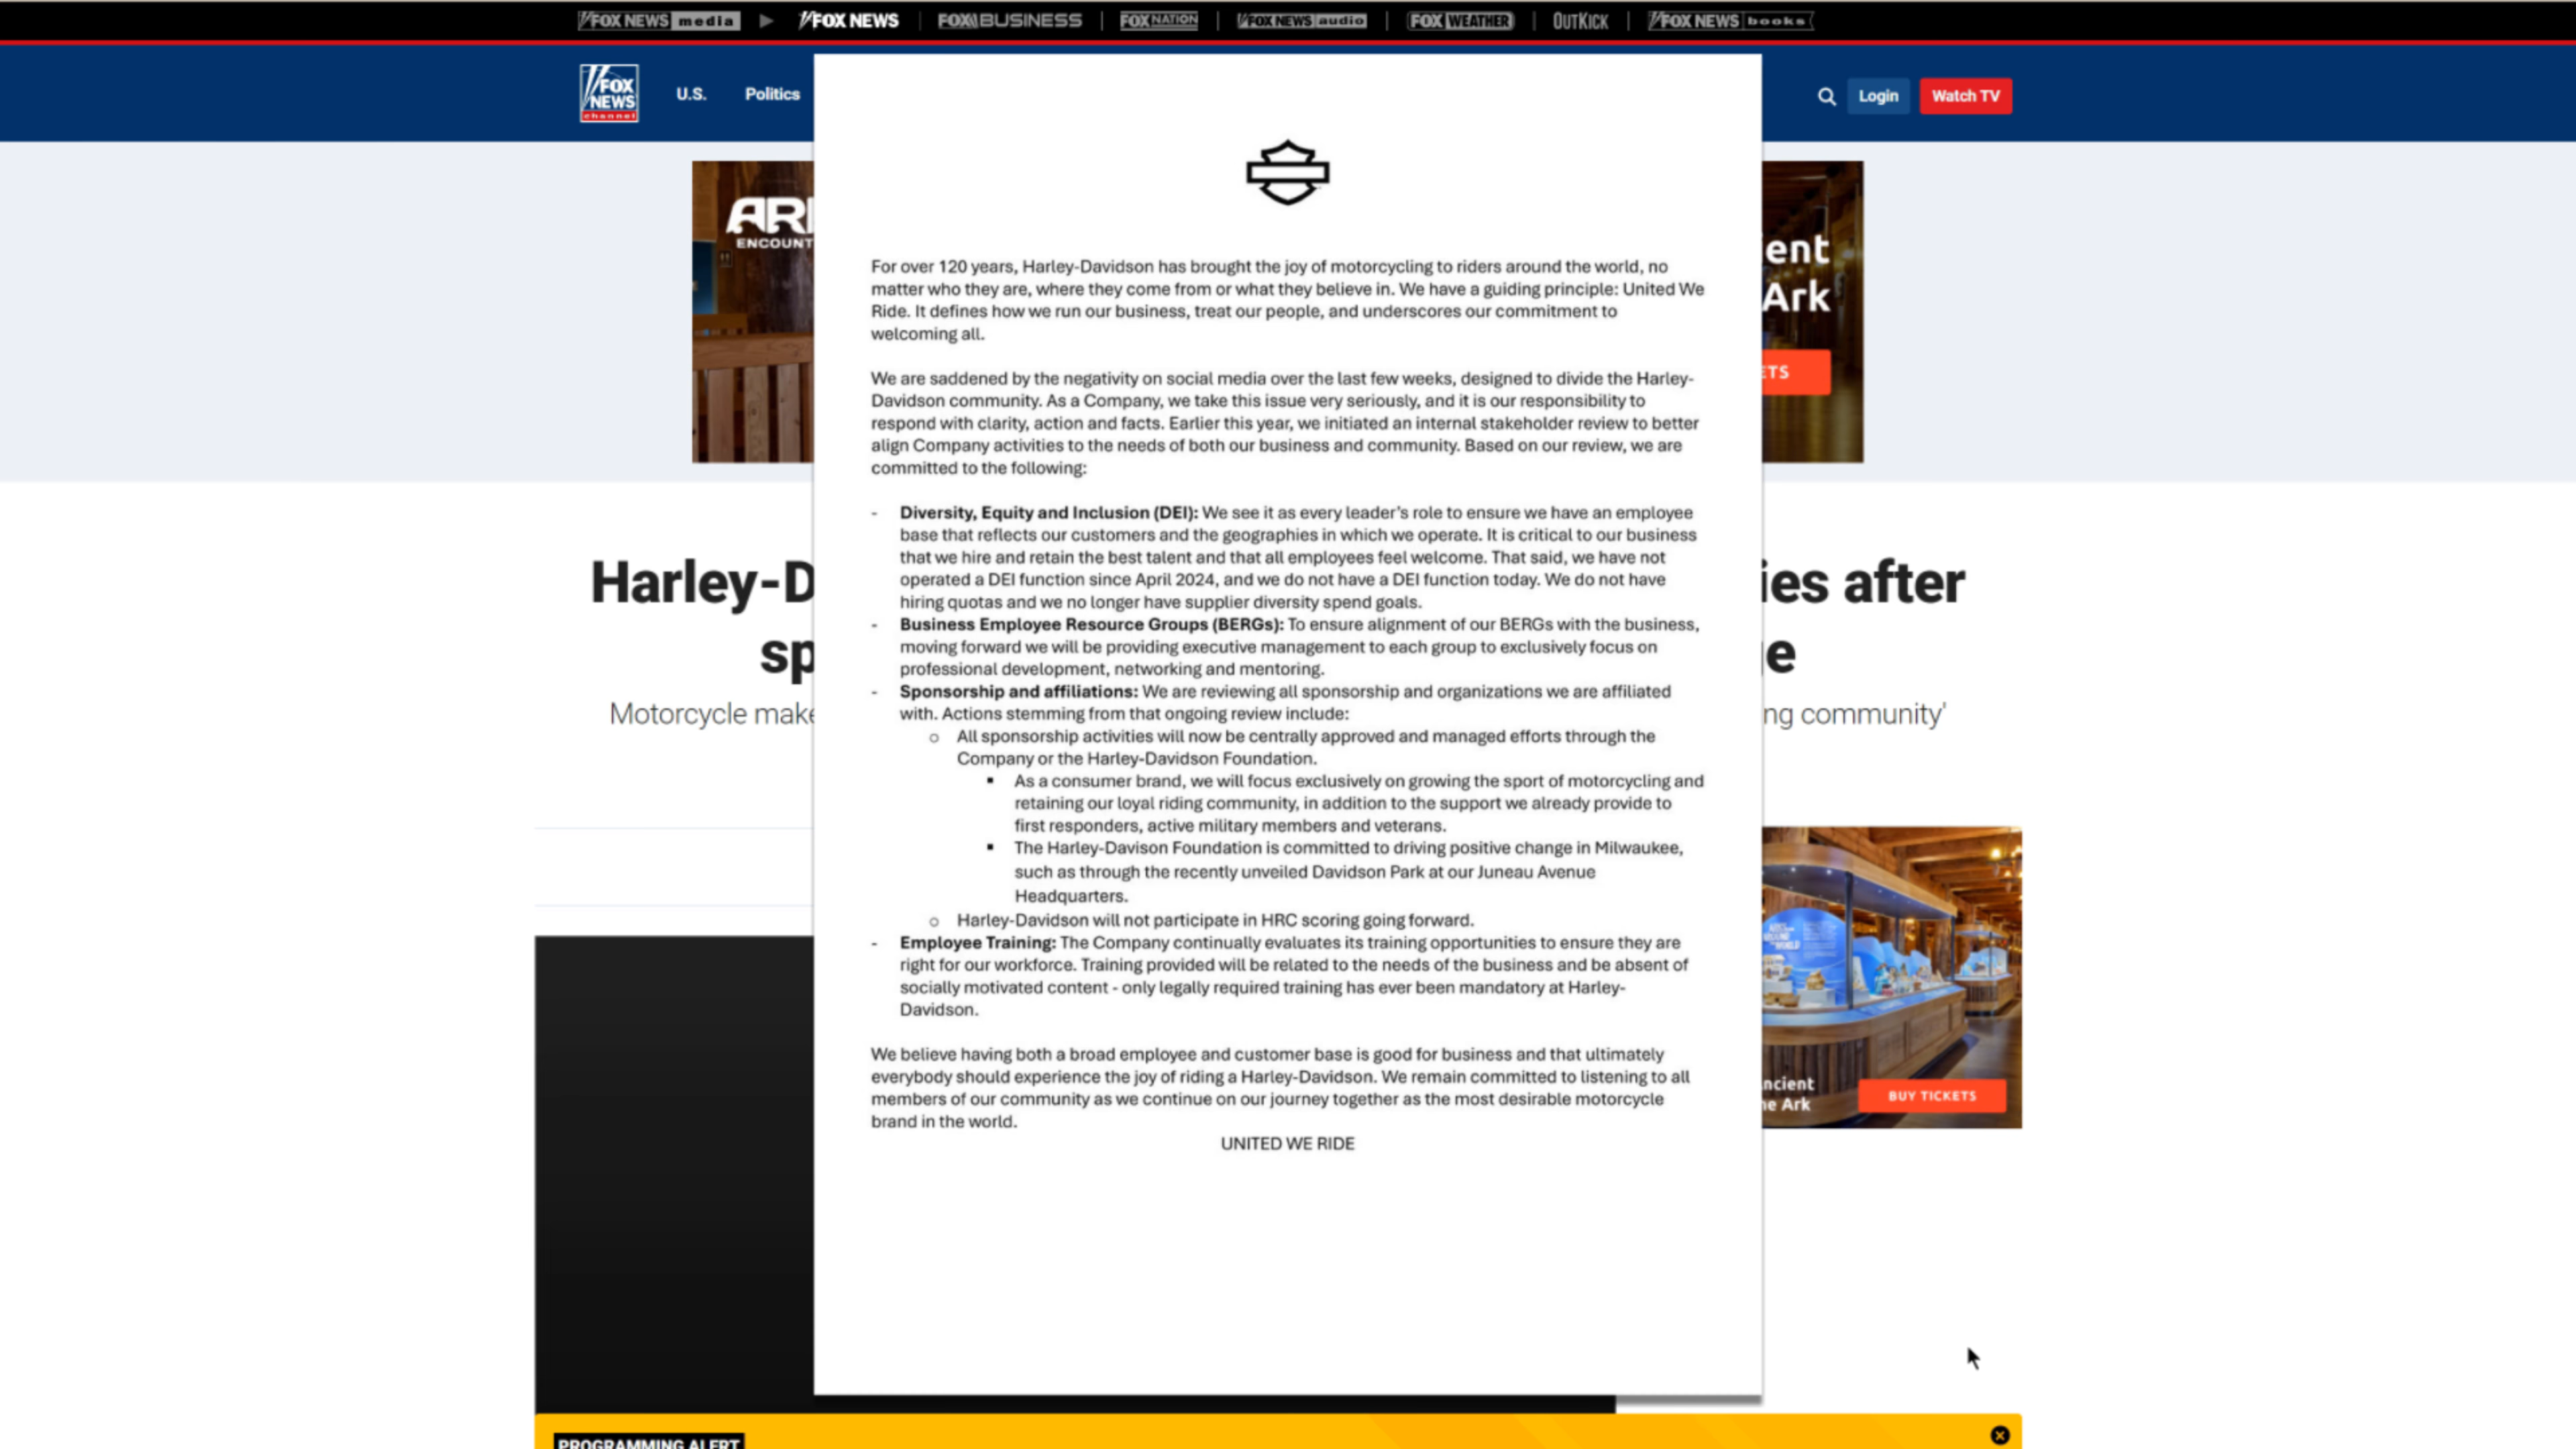 FOX NEWS media
FOX NEWS
FOX BUSINESS
FOX NATION
FOX NEWS audio
FOX WEATHER
OUTKICK
FOX NEWS books
FOX
NEWS
channel
U.S.
Politics
Login
Watch TV
ENCOUNT
ent
Ark
ETS
Harley-D
ies after
sp
e
Motorcycle make
ng community'
For over 120 years, Harley-Davidson has brought the joy of motorcycling to riders around the world, no
matter who they are, where they come from or what they believe in. We have a guiding principle: United We
Ride. It defines how we run our business, treat our people, and underscores our commitment to
welcoming all.
We are saddened by the negativity on social media over the last few weeks, designed to divide the Harley-
Davidson community. As a Company, we take this issue very seriously, and it is our responsibility to
respond with clarity, action and facts. Earlier this year, we initiated an internal stakeholder review to better
align Company activities to the needs of both our business and community. Based on our review, we are
committed to the following:
- Diversity, Equity and Inclusion (DEI): We see it as every leader's role to ensure we have an employee
base that reflects our customers and the geographies in which we operate. It is critical to our business
that we hire and retain the best talent and that all employees feel welcome. That said, we have not
operated a DEI function since April 2024, and we do not have a DEI function today. We do not have
hiring quotas and we no longer have supplier diversity spend goals.
- Business Employee Resource Groups (BERGs): To ensure alignment of our BERGs with the business,
moving forward we will be providing executive management to each group to exclusively focus on
professional development, networking and mentoring.
- Sponsorship and affiliations: We are reviewing all sponsorship and organizations we are affiliated
with. Actions stemming from that ongoing review include:
o All sponsorship activities will now be centrally approved and managed efforts through the
Company or the Harley-Davidson Foundation.
▪ As a consumer brand, we will focus exclusively on growing the sport of motorcycling and
retaining our loyal riding community, in addition to the support we already provide to
first responders, active military members and veterans.
▪ The Harley-Davison Foundation is committed to driving positive change in Milwaukee,
such as through the recently unveiled Davidson Park at our Juneau Avenue
Headquarters.
o Harley-Davidson will not participate in HRC scoring going forward.
- Employee Training: The Company continually evaluates its training opportunities to ensure they are
right for our workforce. Training provided will be related to the needs of the business and be absent of
socially motivated content - only legally required training has ever been mandatory at Harley-
Davidson.
We believe having both a broad employee and customer base is good for business and that ultimately
everybody should experience the joy of riding a Harley-Davidson. We remain committed to listening to all
members of our community as we continue on our journey together as the most desirable motorcycle
brand in the world.
UNITED WE RIDE
ncient
e Ark
BUY TICKETS
PROGRAMMING ALERT